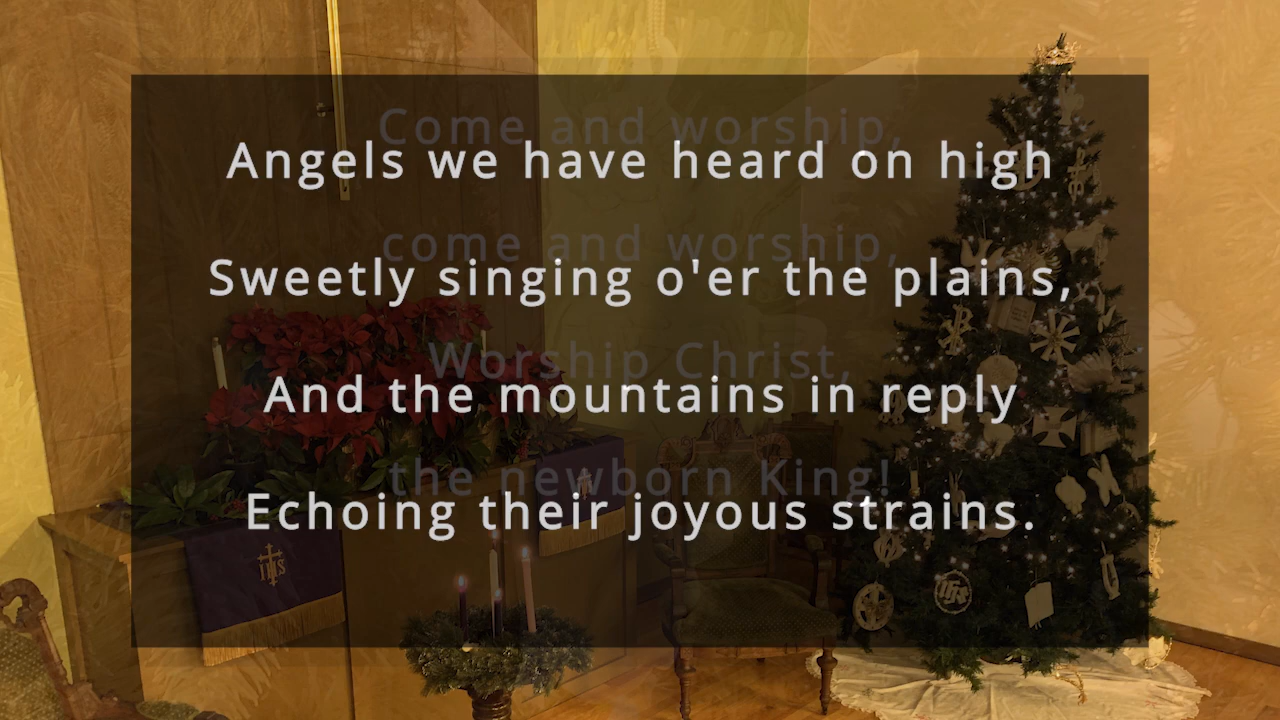 Come and worship,
Angels we have heard on high
come and worship,
Sweetly singing o'er the plains,
Worship Christ,
And the mountains in reply
the newborn King!
Echoing their joyous strains.
IHS